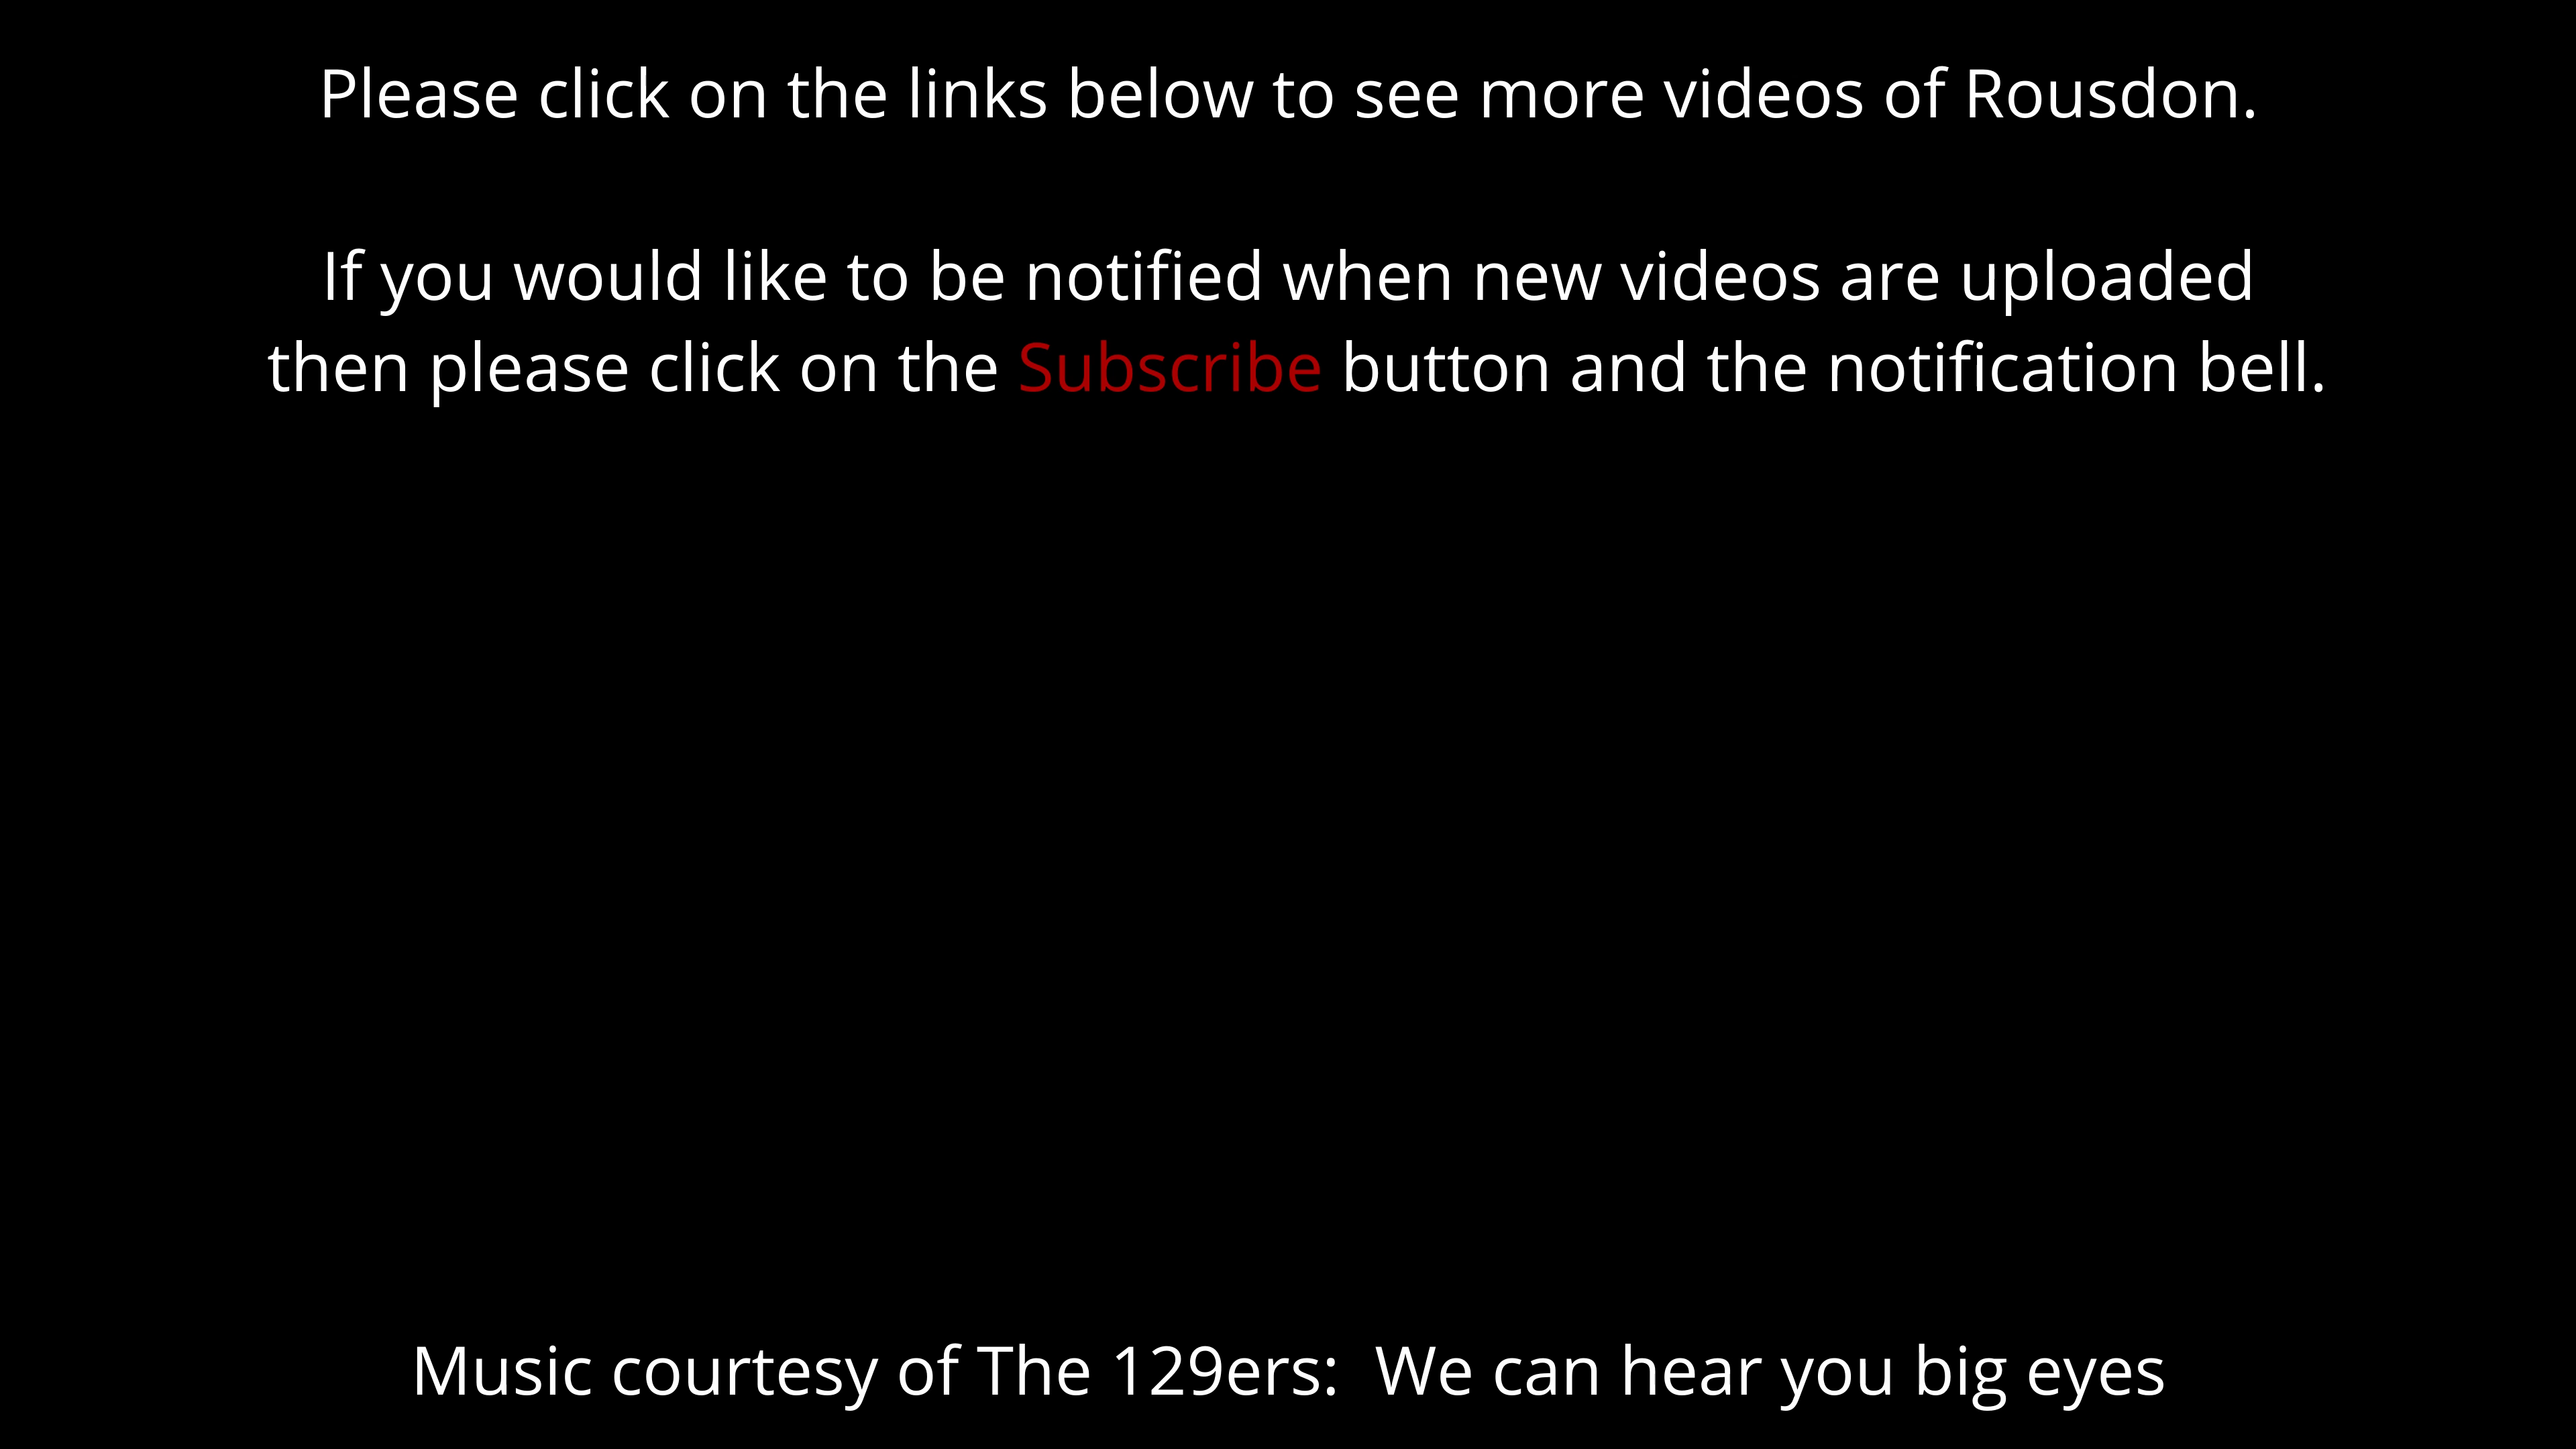 Please click on the links below to see more videos of Rousdon.
If you would like to be notified when new videos are uploaded
then please click on the Subscribe button and the notification bell.
Music courtesy of The 129ers:  We can hear you big eyes